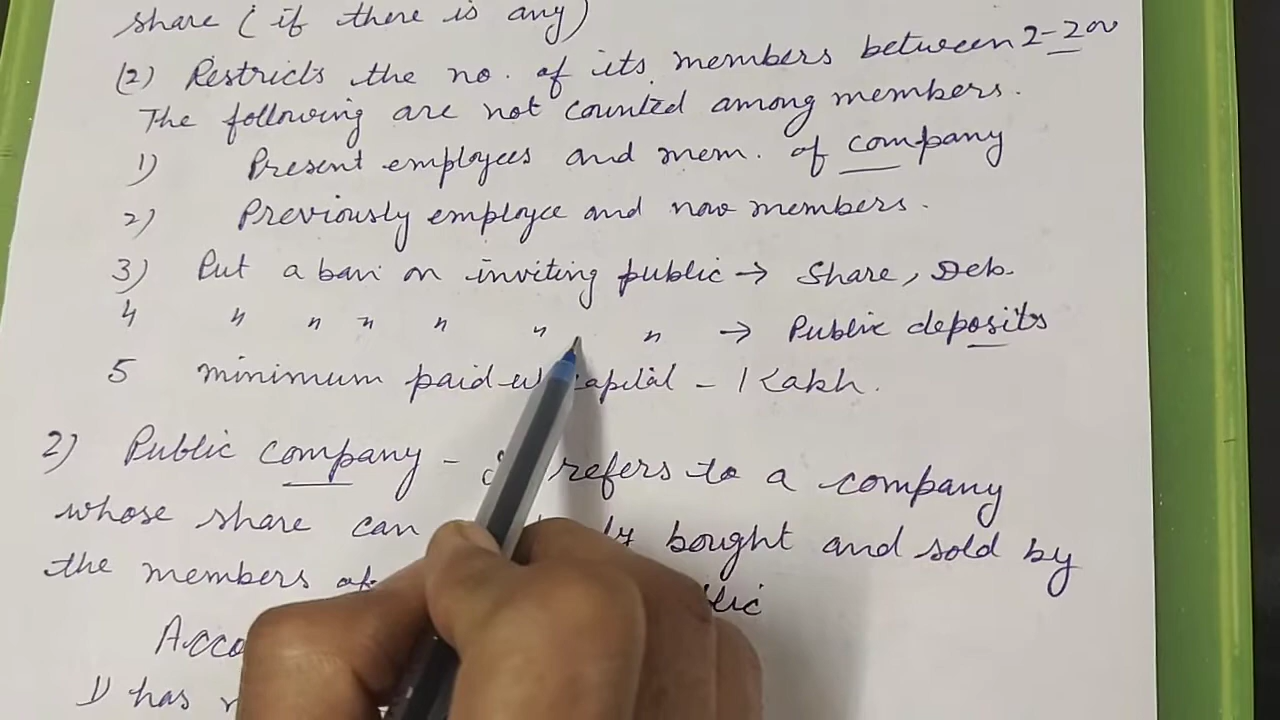 share (if there is any)
(2) Restricts the no. of its members between 2-200
The following are not counted among members.
1) Present employees and mem. of company
2) Previously employee and now members.
3) Put a ban on inviting public → Share, Deb.
4 " " " " " " → Public deposits
5 minimum paid-up capital - 1 Lakh.
2) Public company - It refers to a company
whose share can bought and sold by
the members of
1) has